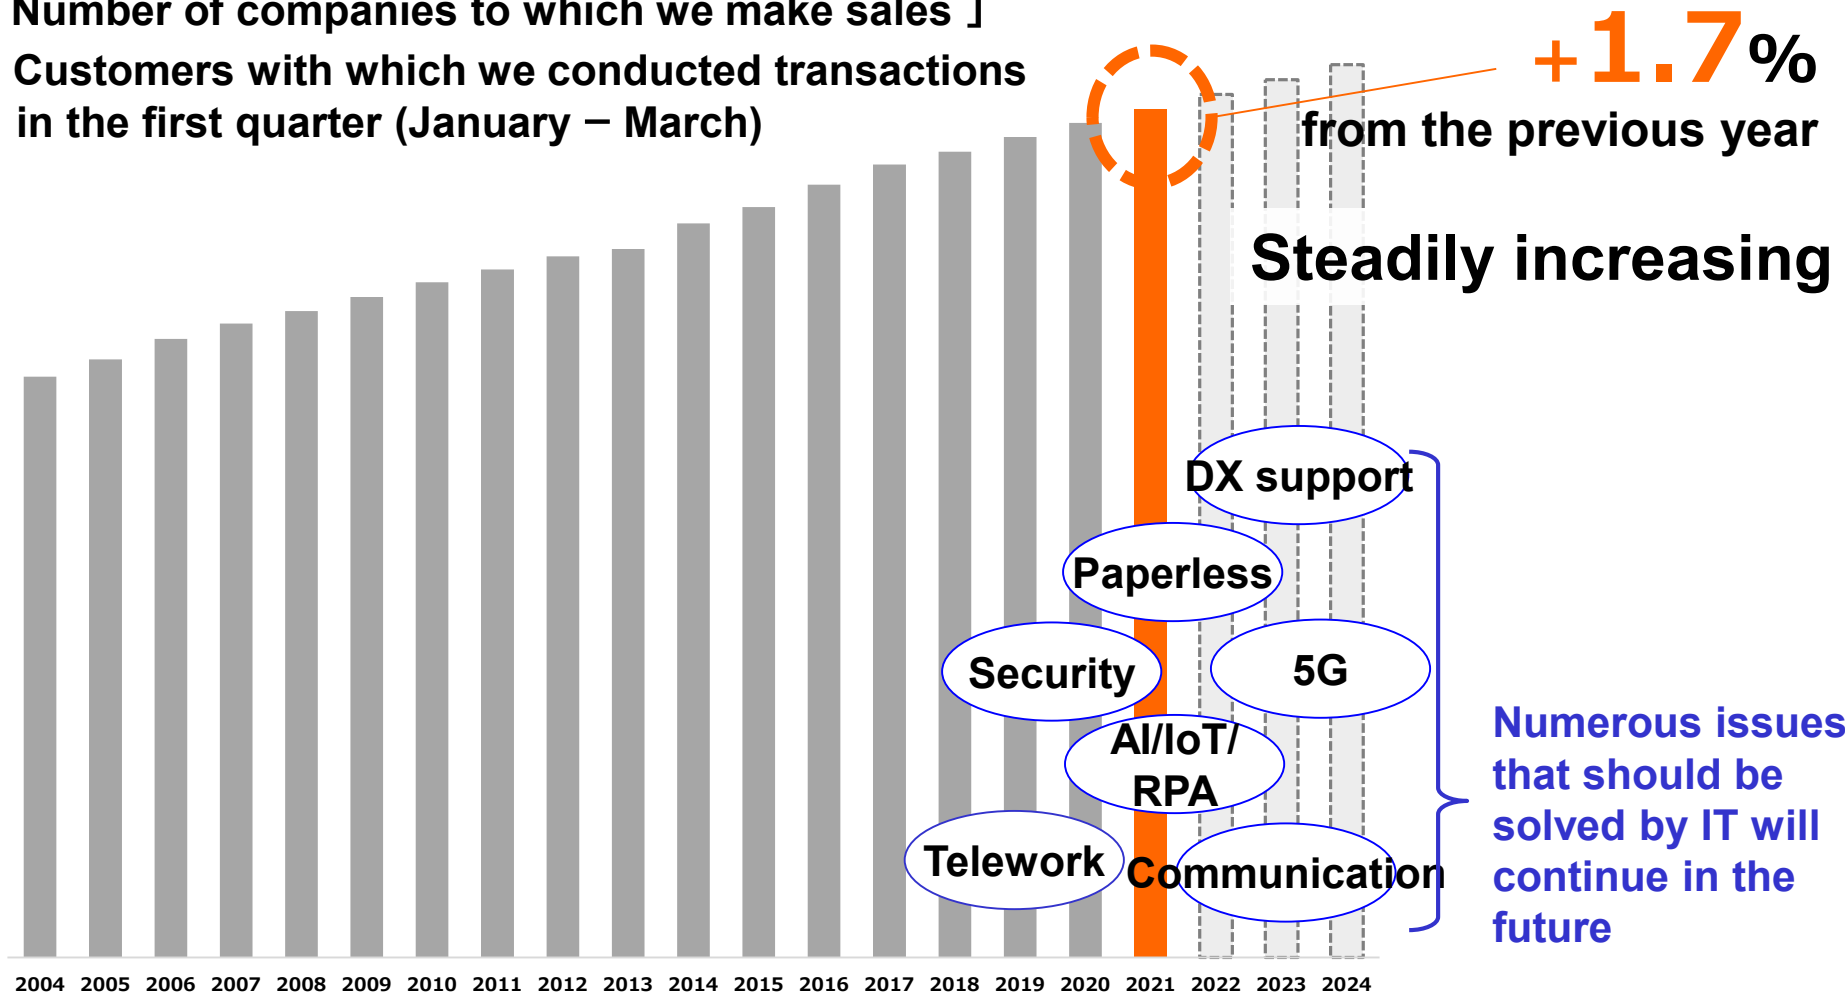 Number of companies to which we make sales 」
Customers with which we conducted transactions
in the first quarter (January – March)
+1.7%
from the previous year
Steadily increasing
DX support
Paperless
Security
5G
AI/IoT/
RPA
Telework
Communication
Numerous issues
that should be
solved by IT will
continue in the
future
2004 2005 2006 2007 2008 2009 2010 2011 2012 2013 2014 2015 2016 2017 2018 2019 2020 2021 2022 2023 2024